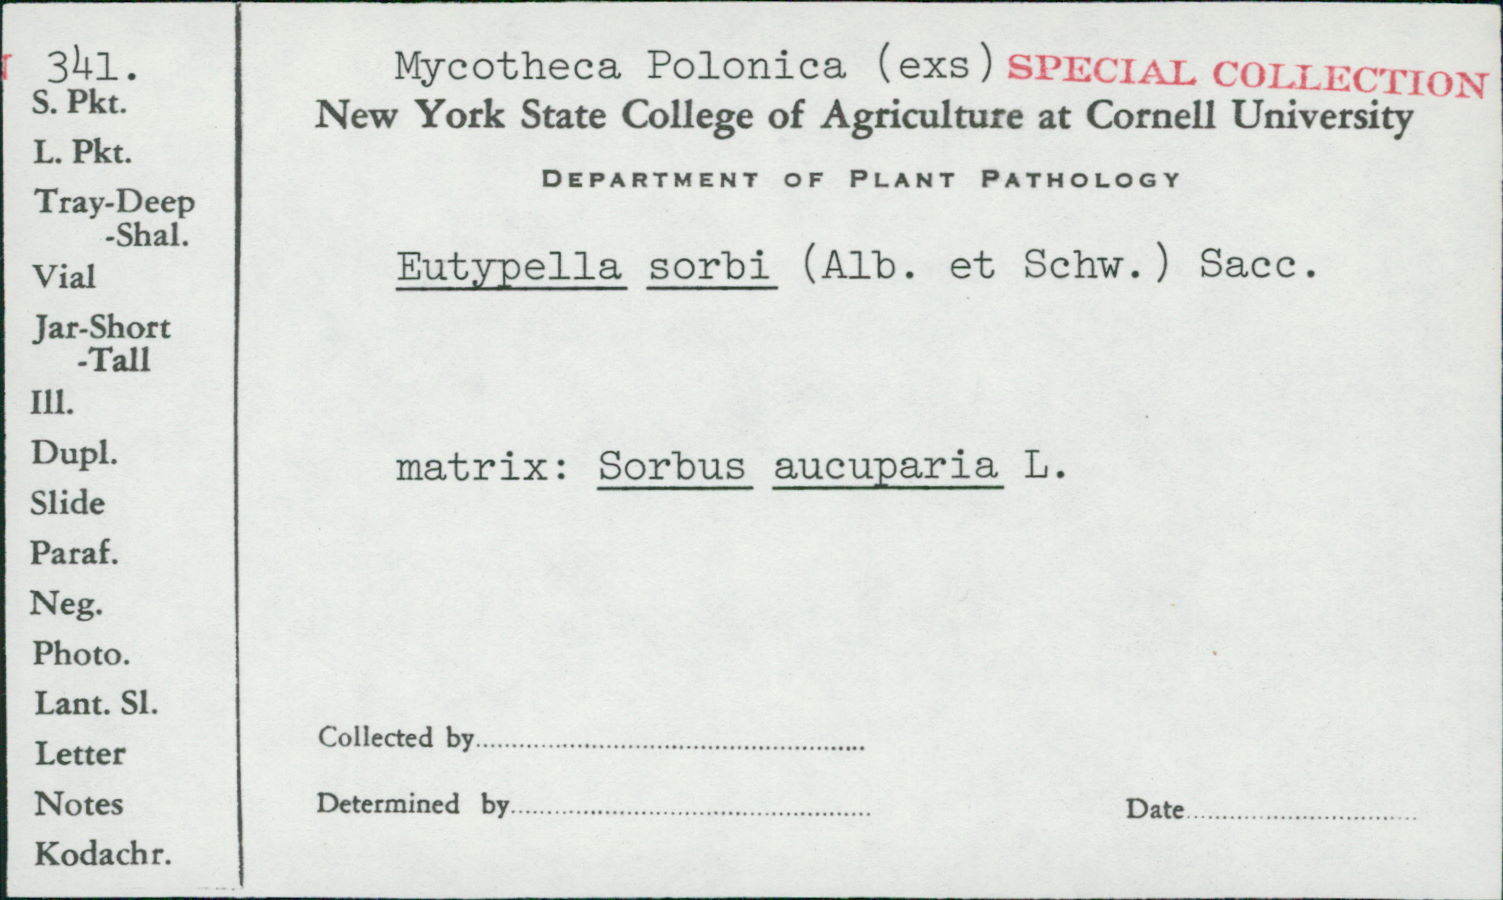 341.
S. Pkt.
L. Pkt.
Tray-Deep
-Shal.
Vial
Jar-Short
-Tall
Ill.
Dupl.
Slide
Paraf.
Neg.
Photo.
Lant. Sl.
Letter
Notes
Kodachr.
Mycotheca Polonica (exs) SPECIAL COLLECTION
New York State College of Agriculture at Cornell University
DEPARTMENT OF PLANT PATHOLOGY
Eutypella sorbi (Alb. et Schw.) Sacc.
matrix: Sorbus aucuparia L.
Collected by
Determined by
Date